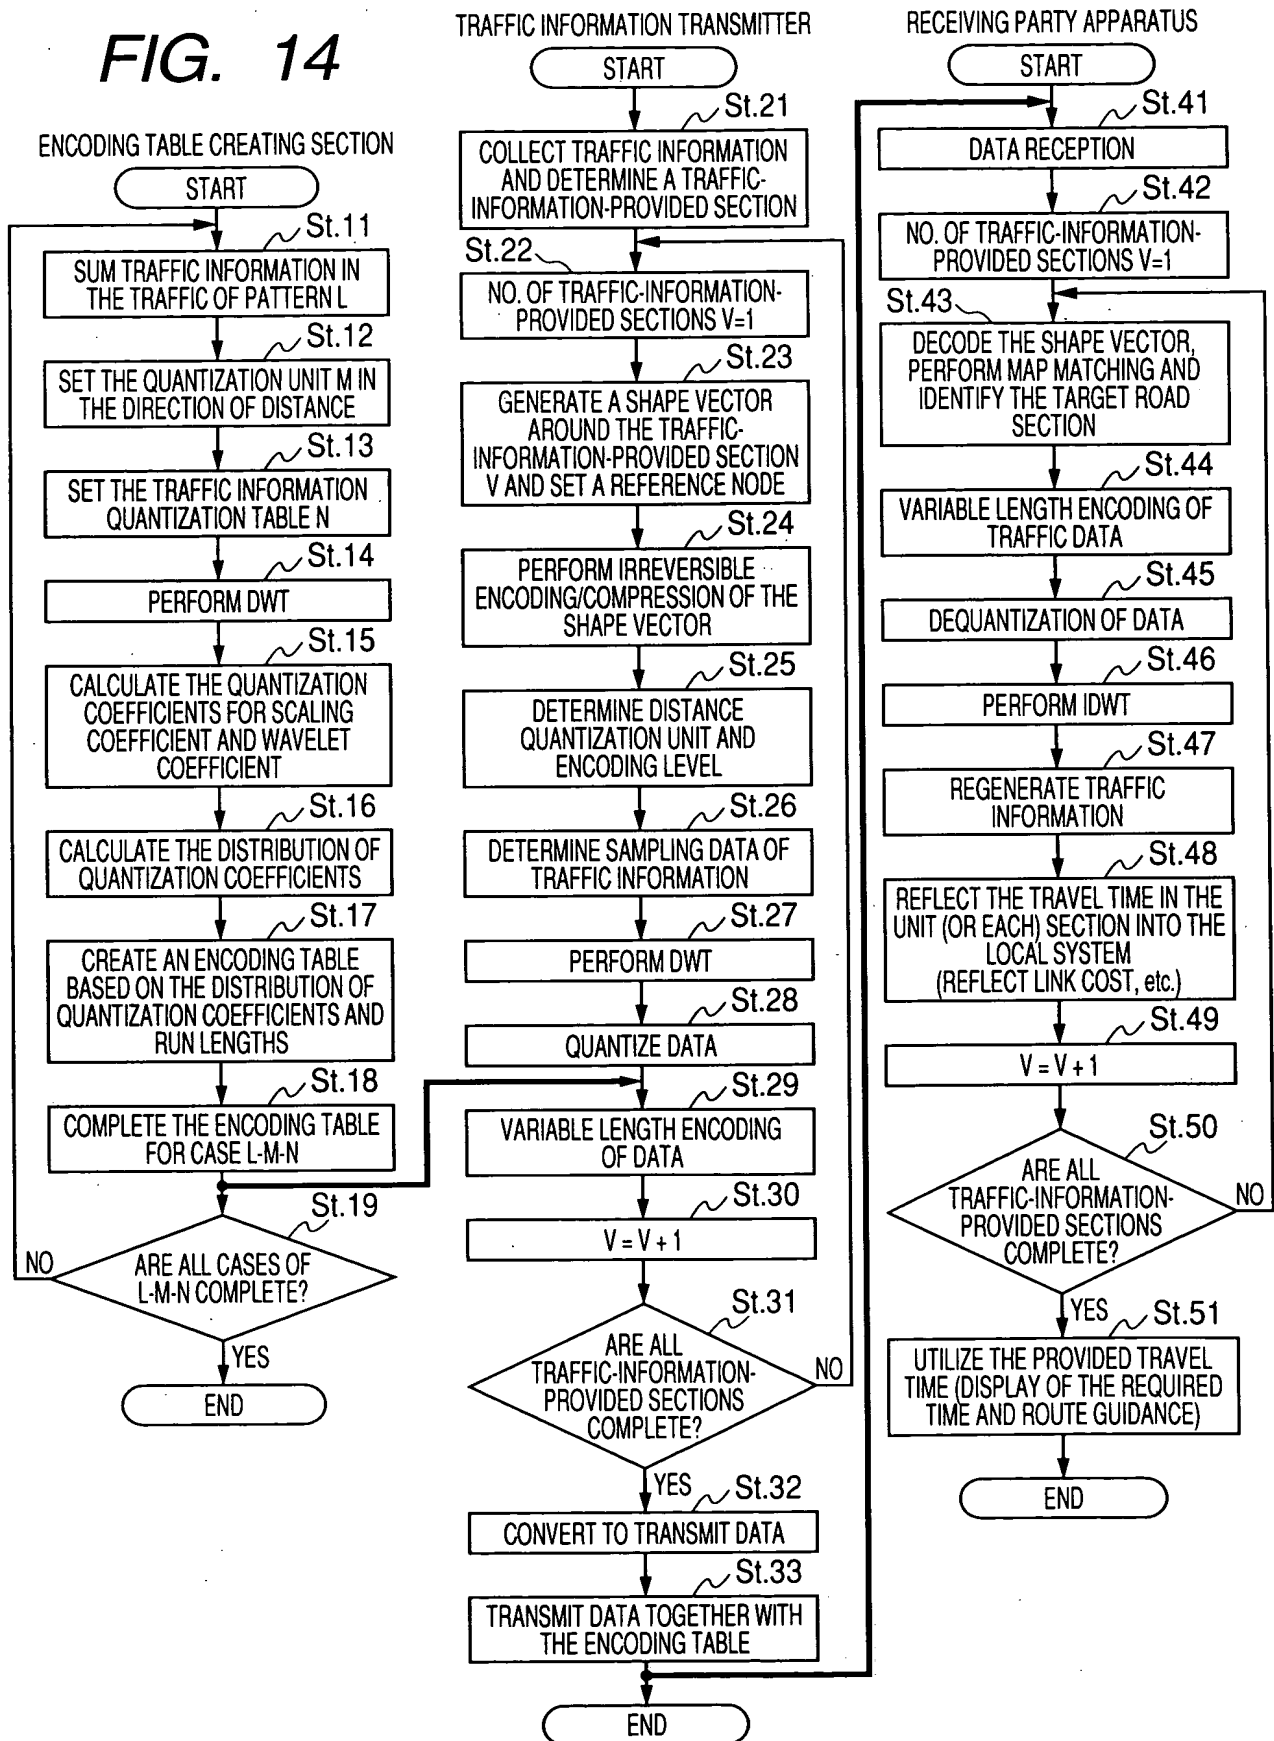 FIG. 14
ENCODING TABLE CREATING SECTION
START
St.11
SUM TRAFFIC INFORMATION IN
THE TRAFFIC OF PATTERN L
St.12
SET THE QUANTIZATION UNIT M IN
THE DIRECTION OF DISTANCE
St.13
SET THE TRAFFIC INFORMATION
QUANTIZATION TABLE N
St.14
PERFORM DWT
St.15
CALCULATE THE QUANTIZATION
COEFFICIENTS FOR SCALING
COEFFICIENT AND WAVELET
COEFFICIENT
St.16
CALCULATE THE DISTRIBUTION OF
QUANTIZATION COEFFICIENTS
St.17
CREATE AN ENCODING TABLE
BASED ON THE DISTRIBUTION OF
QUANTIZATION COEFFICIENTS AND
RUN LENGTHS
St.18
COMPLETE THE ENCODING TABLE
FOR CASE L-M-N
St.19
ARE ALL CASES OF
L-M-N COMPLETE?
NO
YES
END
TRAFFIC INFORMATION TRANSMITTER
START
St.21
COLLECT TRAFFIC INFORMATION
AND DETERMINE A TRAFFIC-
INFORMATION-PROVIDED SECTION
St.22
NO. OF TRAFFIC-INFORMATION-
PROVIDED SECTIONS V=1
St.23
GENERATE A SHAPE VECTOR
AROUND THE TRAFFIC-
INFORMATION-PROVIDED SECTION
V AND SET A REFERENCE NODE
St.24
PERFORM IRREVERSIBLE
ENCODING/COMPRESSION OF THE
SHAPE VECTOR
St.25
DETERMINE DISTANCE
QUANTIZATION UNIT AND
ENCODING LEVEL
St.26
DETERMINE SAMPLING DATA OF
TRAFFIC INFORMATION
St.27
PERFORM DWT
St.28
QUANTIZE DATA
St.29
VARIABLE LENGTH ENCODING
OF DATA
St.30
V = V + 1
St.31
ARE ALL
TRAFFIC-INFORMATION-
PROVIDED SECTIONS
COMPLETE?
NO
YES
St.32
CONVERT TO TRANSMIT DATA
St.33
TRANSMIT DATA TOGETHER WITH
THE ENCODING TABLE
END
RECEIVING PARTY APPARATUS
START
St.41
DATA RECEPTION
St.42
NO. OF TRAFFIC-INFORMATION-
PROVIDED SECTIONS V=1
St.43
DECODE THE SHAPE VECTOR,
PERFORM MAP MATCHING AND
IDENTIFY THE TARGET ROAD
SECTION
St.44
VARIABLE LENGTH ENCODING OF
TRAFFIC DATA
St.45
DEQUANTIZATION OF DATA
St.46
PERFORM IDWT
St.47
REGENERATE TRAFFIC
INFORMATION
St.48
REFLECT THE TRAVEL TIME IN THE
UNIT (OR EACH) SECTION INTO THE
LOCAL SYSTEM
(REFLECT LINK COST, etc.)
St.49
V = V + 1
St.50
ARE ALL
TRAFFIC-INFORMATION-
PROVIDED SECTIONS
COMPLETE?
NO
YES
St.51
UTILIZE THE PROVIDED TRAVEL
TIME (DISPLAY OF THE REQUIRED
TIME AND ROUTE GUIDANCE)
END